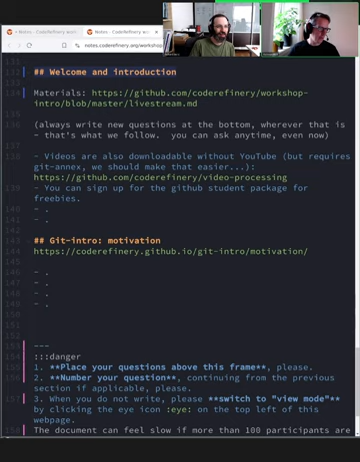 • Notes. CodeRefinery wor
Notes. CodeRefinery work
notes.coderefinery.org/workshop
131
132 ## Welcome and introduction
133
134 Materials: https://github.com/coderefinery/workshop-
intro/blob/master/livestream.md
135
136 (always write new questions at the bottom, wherever that is
- that's what we follow. you can ask anytime, even now)
137
138 - Videos are also downloadable without YouTube (but requires
git-annex, we should make that easier...):
https://github.com/coderefinery/video-processing
139 - You can sign up for the github student package for
freebies.
140 - .
141 - .
142
143 ## Git-intro: motivation
144 https://coderefinery.github.io/git-intro/motivation/
145
146 - .
147 - .
148 - .
149 - .
150
151
152
153 ---
154 :::danger
155 1. **Place your questions above this frame**, please.
156 2. **Number your question**, continuing from the previous
section if applicable, please.
157 3. When you do not write, please **switch to "view mode"**
by clicking the eye icon :eye: on the top left of this
webpage.
158 The document can feel slow if more than 100 participants are